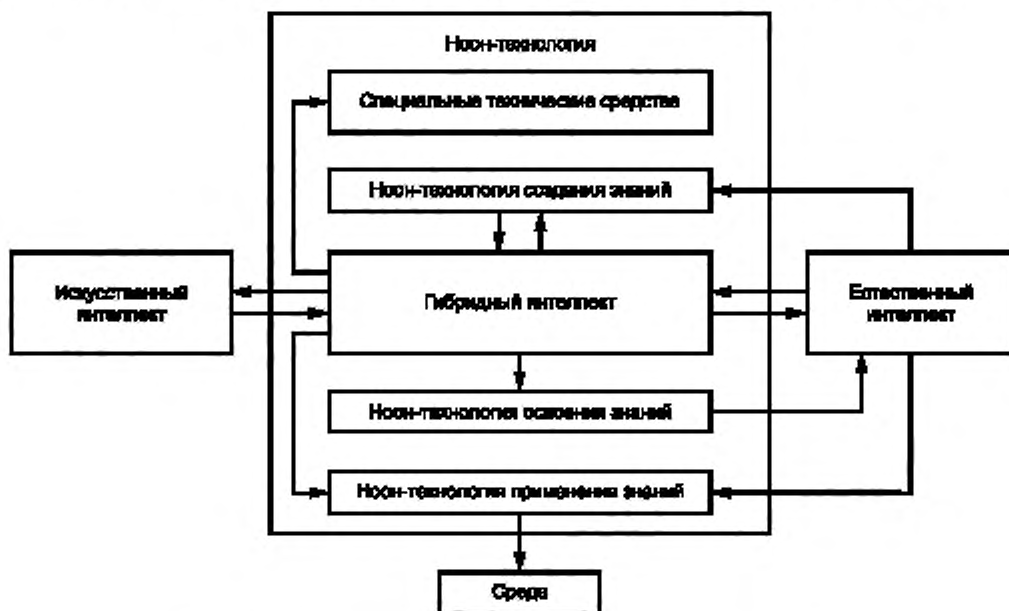 Ноон-технология
Специальные технические средства
Ноон-технология создания знаний
Искусственный
интеллект
Гибридный интеллект
Естественный
интеллект
Ноон-технология освоения знаний
Ноон-технология применения знаний
Среда